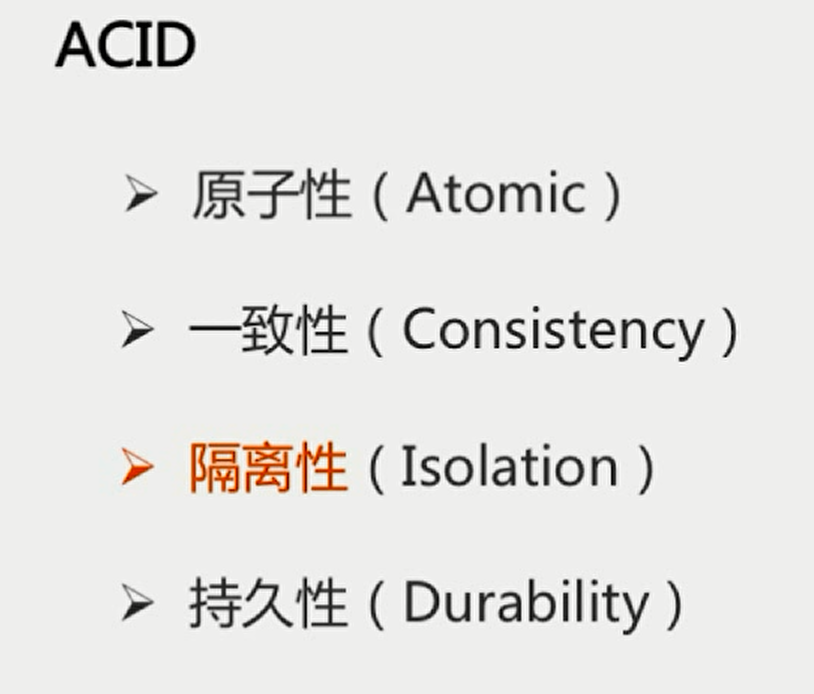 ACID
原子性（Atomic）
一致性（Consistency）
隔离性（Isolation）
持久性（Durability）